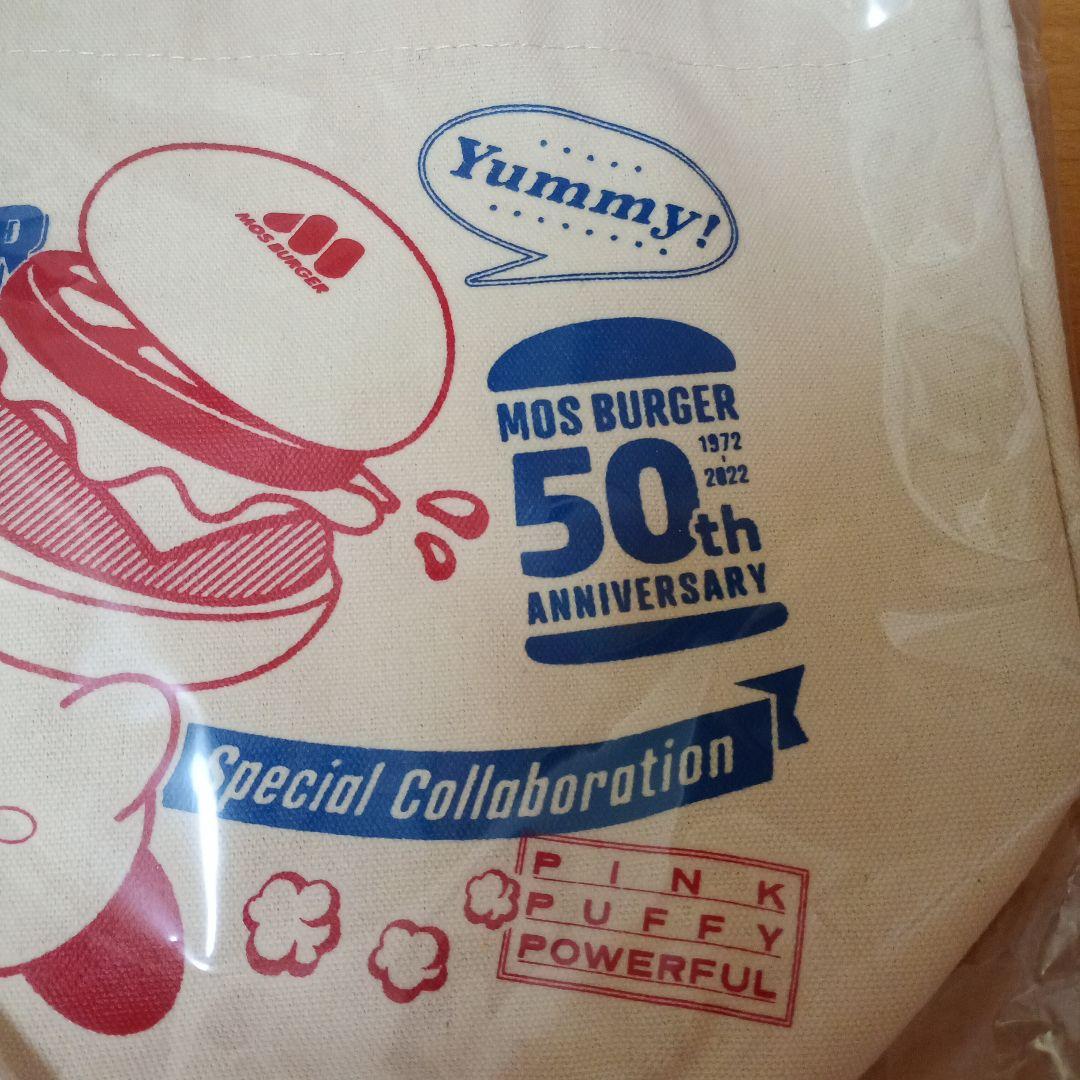 R
Yummy!
MOS BURGER
MOS BURGER
50th
1972
2022
ANNIVERSARY
Special Collaboration
PINK
PUFFY
POWERFUL